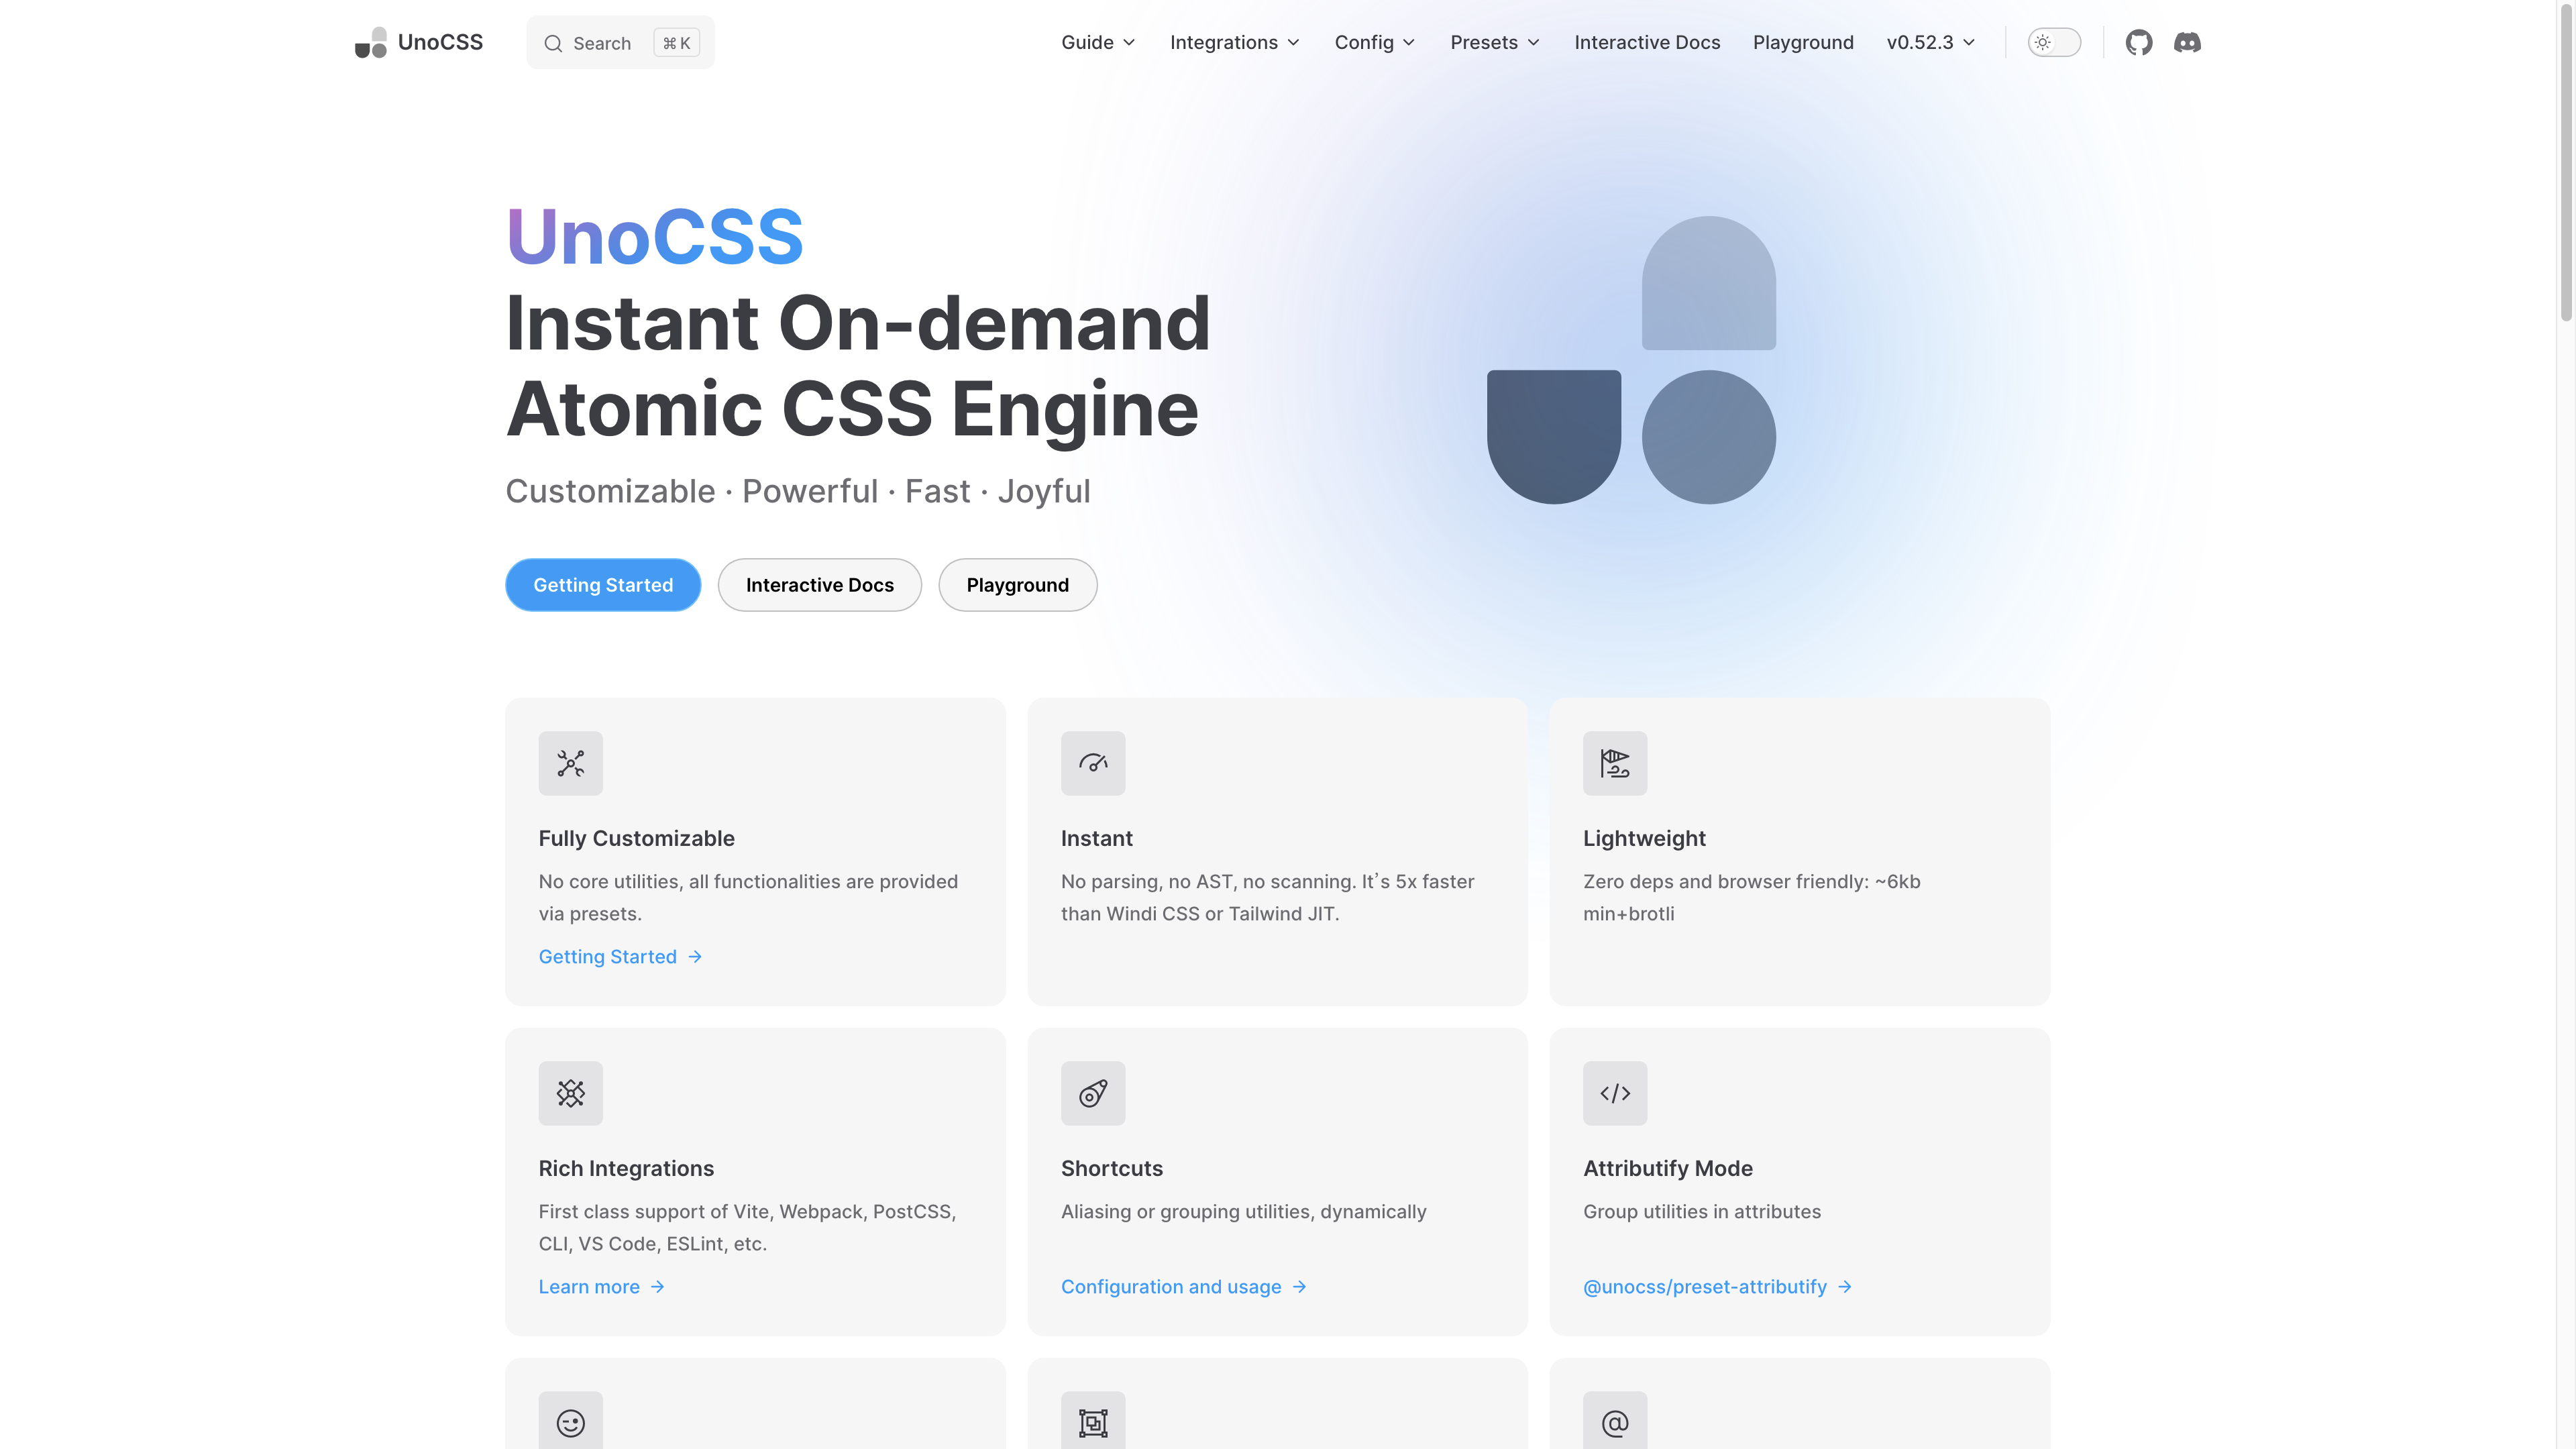 UnoCSS
Search ⌘ K
Guide
Integrations
Config
Presets
Interactive Docs
Playground
v0.52.3
UnoCSS
Instant On-demand
Atomic CSS Engine
Customizable · Powerful · Fast · Joyful
Getting Started
Interactive Docs
Playground
Fully Customizable
No core utilities, all functionalities are provided
via presets.
Getting Started →
Instant
No parsing, no AST, no scanning. It’s 5x faster
than Windi CSS or Tailwind JIT.
Lightweight
Zero deps and browser friendly: ~6kb
min+brotli
Rich Integrations
First class support of Vite, Webpack, PostCSS,
CLI, VS Code, ESLint, etc.
Learn more →
Shortcuts
Aliasing or grouping utilities, dynamically
Configuration and usage →
Attributify Mode
Group utilities in attributes
@unocss/preset-attributify →